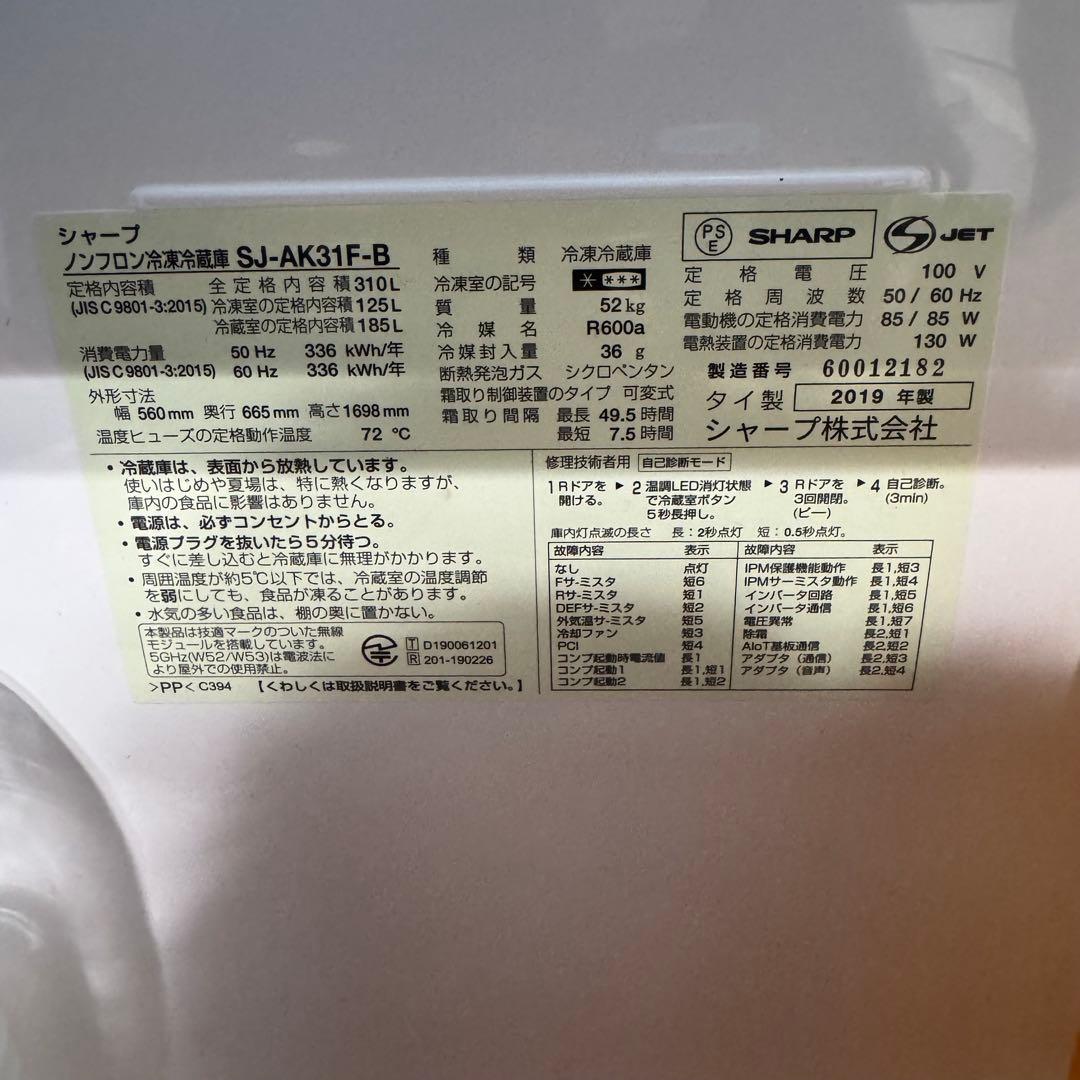 シャープ
ノンフロン冷凍冷蔵庫 SJ-AK31F-B
定格内容積 全定格内容積 310L
(JIS C 9801-3:2015) 冷凍室の定格内容積 125L
冷蔵室の定格内容積 185L
消費電力量 50 Hz 336 kWh/年
(JIS C 9801-3:2015) 60 Hz 336 kWh/年
外形寸法
幅 560mm 奥行 665mm 高さ 1698mm
温度ヒューズの定格動作温度 72 ℃
種類 冷凍冷蔵庫
冷凍室の記号 * ***
質量 52kg
冷媒名 R600a
冷媒封入量 36 g
断熱発泡ガス シクロペンタン
霜取り制御装置のタイプ 可変式
霜取り間隔 最長 49.5 時間
最短 7.5 時間
PS E SHARP S JET
定格電圧 100 V
定格周波数 50/60 Hz
電動機の定格消費電力 85/85 W
電熱装置の定格消費電力 130 W
製造番号 60012182
タイ製 2019 年製
シャープ株式会社
・冷蔵庫は、表面から放熱しています。
使いはじめや夏場は、特に熱くなりますが、
庫内の食品に影響はありません。
・電源は、必ずコンセントからとる。
・電源プラグを抜いたら5分待つ。
すぐに差し込むと冷蔵庫に無理がかかります。
・周囲温度が約5℃以下では、冷蔵室の温度調節
を弱にしても、食品が凍ることがあります。
・水気の多い食品は、棚の奥に置かない。
本製品は技適マークのついた無線
モジュールを搭載しています。
5GHz(W52/W53)は電波法に
より屋外での使用禁止。
T D190061201
R 201-190226
>PP< C394 【くわしくは取扱説明書をご覧ください。】
修理技術者用 自己診断モード
1 Rドアを開ける。 ▶ 2 温調LED消灯状態で冷蔵室ボタン5秒長押し。 ▶ 3 Rドアを3回開閉。(ピー) ▶ 4 自己診断。(3min)
庫内灯点滅の長さ 長:2秒点灯 短:0.5秒点灯。
故障内容 表示 故障内容 表示
なし 点灯 IPM保護機能動作 長1,短3
Fサ-ミスタ 短6 IPMサーミスタ動作 長1,短4
Rサ-ミスタ 短1 インバータ回路 長1,短5
DEFサ-ミスタ 短2 インバータ通信 長1,短6
外気温サ-ミスタ 短5 電圧異常 長1,短7
冷却ファン 短3 除霜 長2,短1
PCI 短4 AIoT基板通信 長2,短2
コンプ起動時電流値 長1 アダプタ(通信) 長2,短3
コンプ起動1 長1,短1 アダプタ(音声) 長2,短4
コンプ起動2 長1,短2